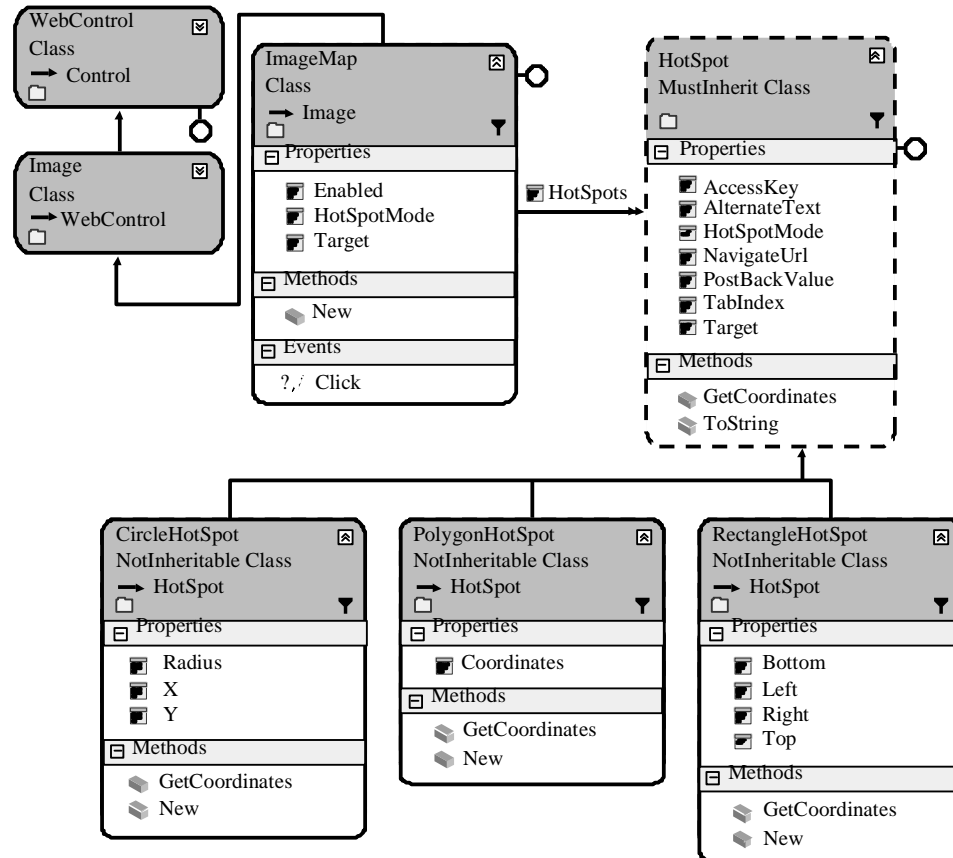 WebControl
Class
Control
Image
Class
WebControl
ImageMap
Class
Image
Properties
Enabled
HotSpotMode
Target
Methods
New
Events
?,/ Click
HotSpots
HotSpot
MustInherit Class
Properties
AccessKey
AlternateText
HotSpotMode
NavigateUrl
PostBackValue
TabIndex
Target
Methods
GetCoordinates
ToString
CircleHotSpot
NotInheritable Class
HotSpot
Properties
Radius
X
Y
Methods
GetCoordinates
New
PolygonHotSpot
NotInheritable Class
HotSpot
Properties
Coordinates
Methods
GetCoordinates
New
RectangleHotSpot
NotInheritable Class
HotSpot
Properties
Bottom
Left
Right
Top
Methods
GetCoordinates
New